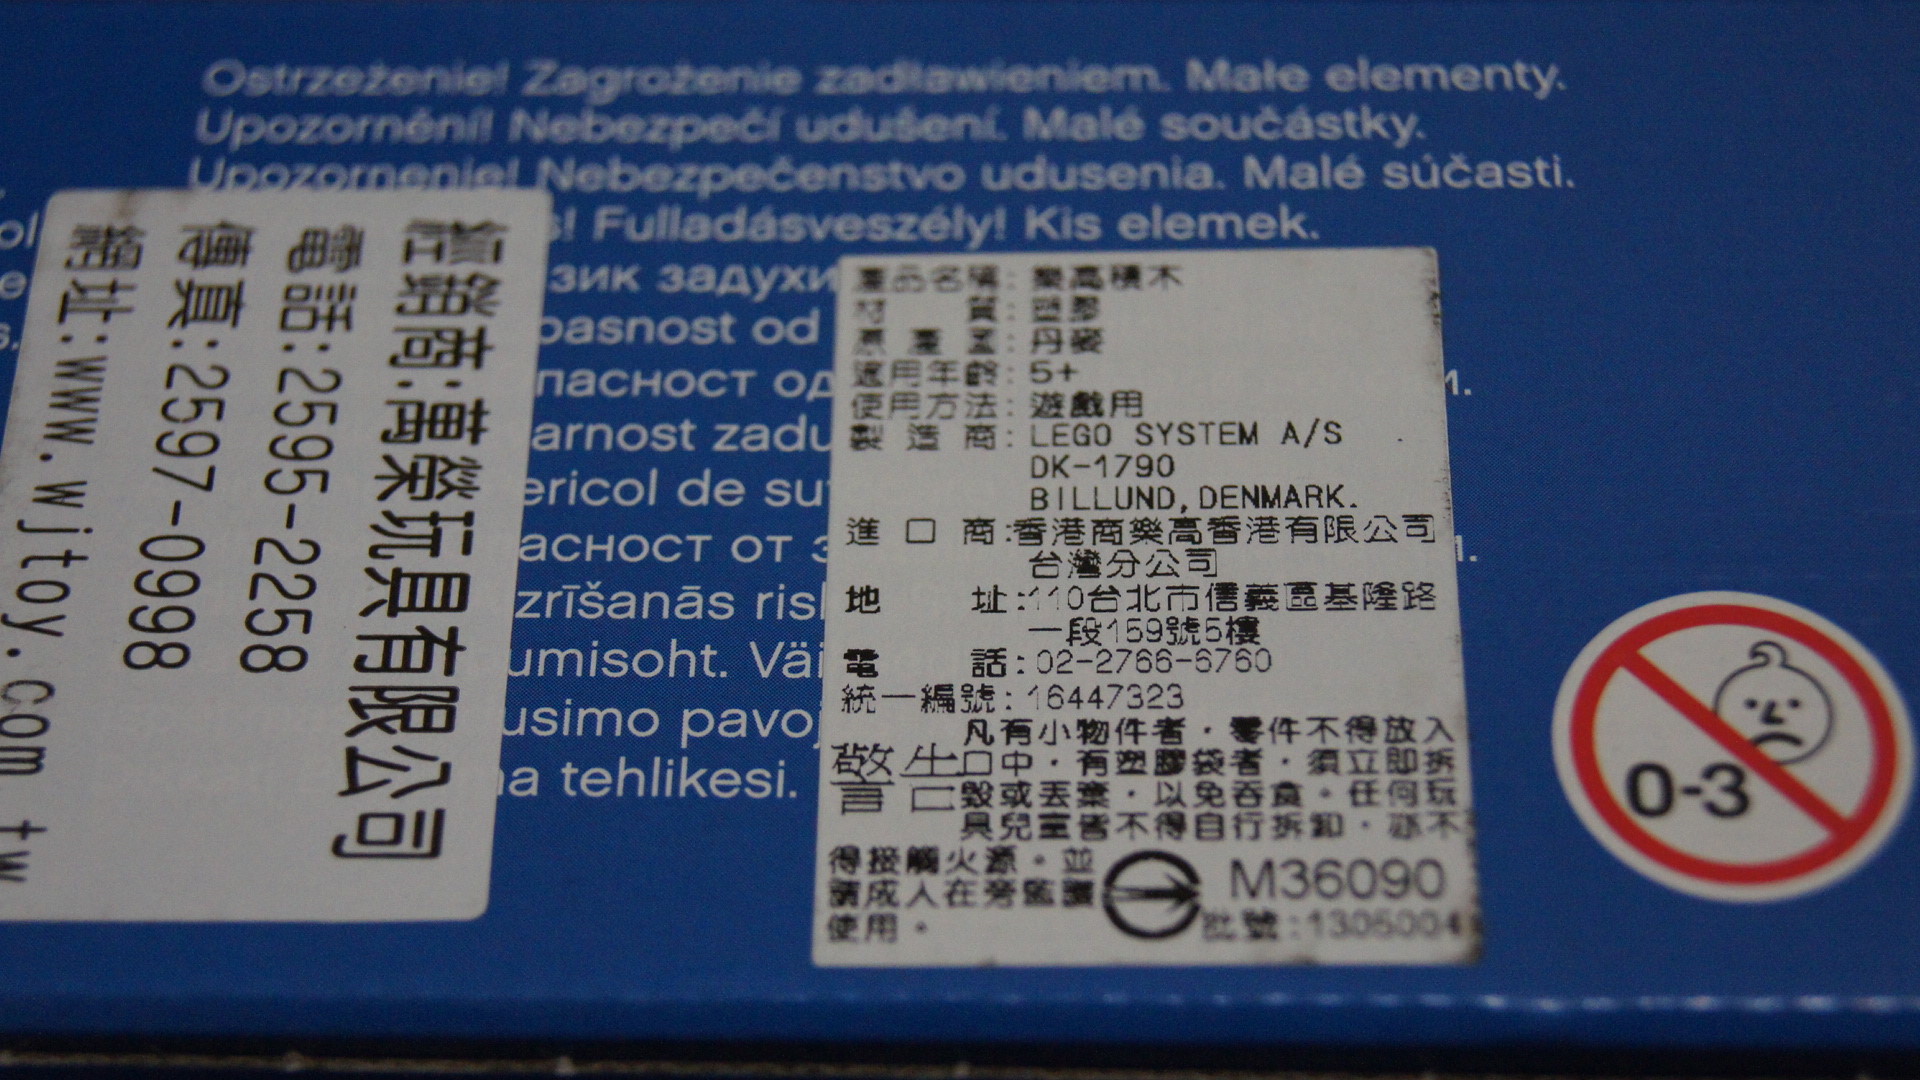 Ostrzeżenie! Zagrożenie zadławieniem. Małe elementy.
Upozornění! Nebezpečí udušení. Malé součástky.
Upozornenie! Nebezpečenstvo udusenia. Malé súčasti.
s! Fulladásveszély! Kis elemek.
зик задухи
pasnost od
пасност од
arnost zadu
ericol de su
асност от з
zrīšanās risk
umisoht. Väi
usimo pavoj
na tehlikesi.
經銷商:萬榮玩具有限公司
電話:2595-2258
傳真:2597-0998
網址:www.wjtoy.com.tw
產品名稱:樂高積木
材質:塑膠
原產國:丹麥
適用年齡:5+
使用方法:遊戲用
製造商:LEGO SYSTEM A/S
DK-1790
BILLUND,DENMARK.
進口商:香港商樂高香港有限公司
台灣分公司
地址:110台北市信義區基隆路
一段159號5樓
電話:02-2766-6760
統一編號:16447323
警告
凡有小物件者,零件不得放入
口中,有塑膠袋者,須立即拆
毀或丟棄,以免吞食。任何玩
具兒童皆不得自行拆卸,亦不
得接觸火源。並
請成人在旁監護
使用。
M36090
批號:1305004
0-3